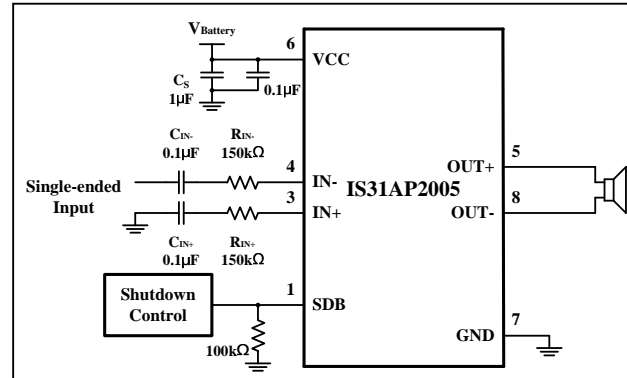 VBattery
6
VCC
CS
1µF
0.1µF
CIN-
0.1µF
RIN-
150kΩ
4
IN-
Single-ended
Input
3
IN+
CIN+
0.1µF
RIN+
150kΩ
IS31AP2005
OUT+
5
OUT-
8
Shutdown
Control
1
SDB
100kΩ
GND
7